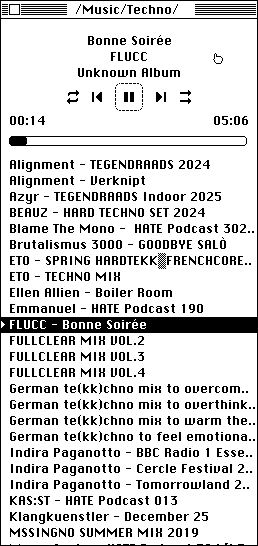 /Music/Techno/
Bonne Soirée
FLUCC
Unknown Album
00:14 05:06
Alignment - TEGENDRAADS 2024
Alignment - Verknipt
Azyr - TEGENDRAADS Indoor 2025
BEAUZ - HARD TECHNO SET 2024
Blame The Mono -  HATE Podcast 302..
Brutalismus 3000 - GOODBYE SALÒ
ETO - SPRING HARDTEKK▒FRENCHCORE..
ETO - TECHNO MIX
Ellen Allien - Boiler Room
Emmanuel - HATE Podcast 190
FLUCC - Bonne Soirée
FULLCLEAR MIX VOL.2
FULLCLEAR MIX VOL.3
FULLCLEAR MIX VOL.4
German te(kk)chno mix to overcom..
German te(kk)chno mix to overthink..
German te(kk)chno mix to warm the..
German te(kk)chno to feel emotiona..
Indira Paganotto - BBC Radio 1 Esse..
Indira Paganotto - Cercle Festival 2..
Indira Paganotto - Tomorrowland 2..
KAS:ST - HATE Podcast 013
Klangkuenstler - December 25
MSSINGNO SUMMER MIX 2019